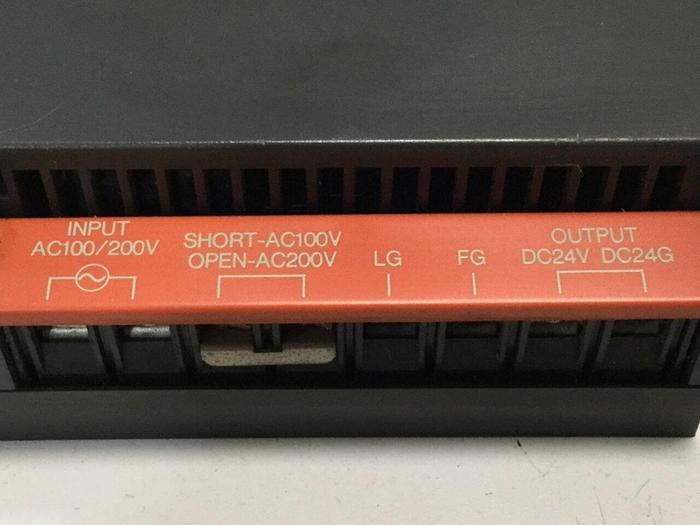 INPUT
AC100/200V
SHORT-AC100V
OPEN-AC200V
LG
FG
OUTPUT
DC24V DC24G